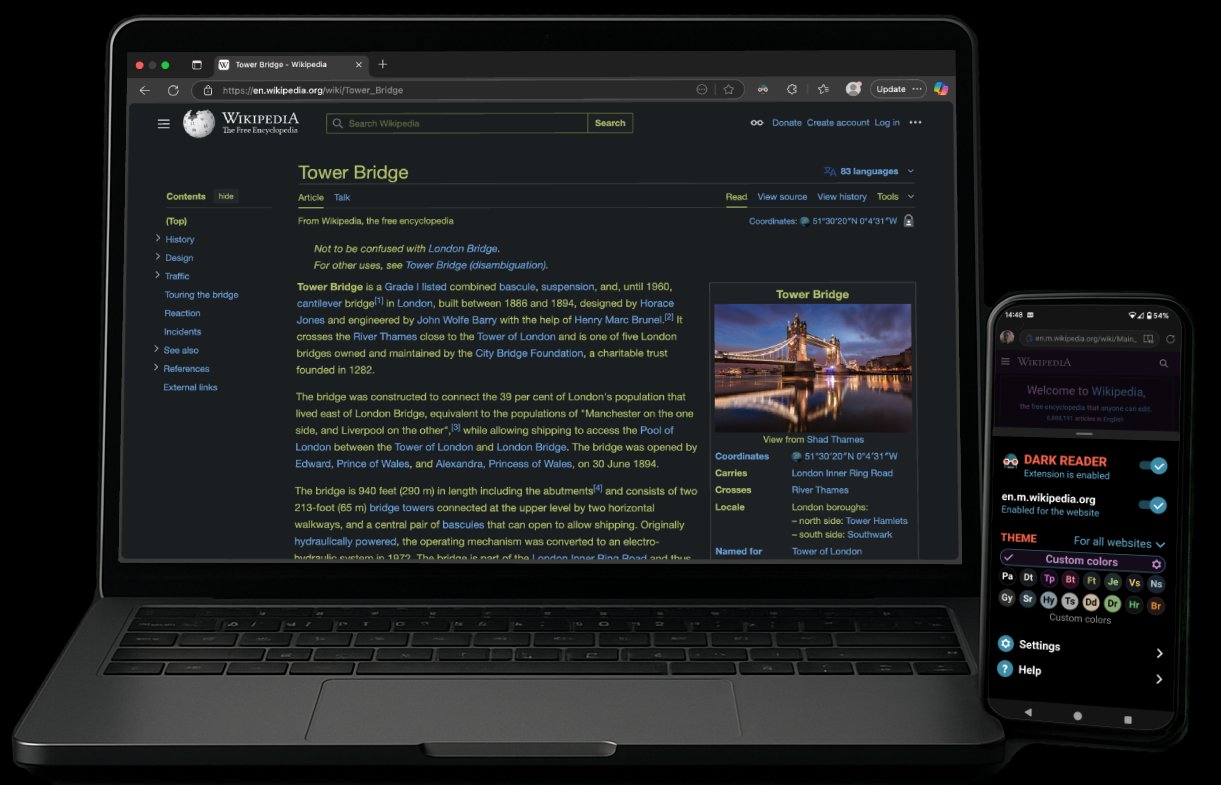 Tower Bridge - Wikipedia
https://en.wikipedia.org/wiki/Tower_Bridge
Update
WIKIPEDIA
The Free Encyclopedia
Search Wikipedia
Search
Donate Create account Log in
Tower Bridge
83 languages
Contents hide
Article Talk
Read View source View history Tools
(Top)
History
Design
Traffic
Touring the bridge
Reaction
Incidents
See also
References
External links
From Wikipedia, the free encyclopedia
Coordinates: 51°30′20″N 0°4′31″W
Not to be confused with London Bridge.
For other uses, see Tower Bridge (disambiguation).
Tower Bridge is a Grade I listed combined bascule, suspension, and, until 1960,
cantilever bridge[1] in London, built between 1886 and 1894, designed by Horace
Jones and engineered by John Wolfe Barry with the help of Henry Marc Brunel.[2] It
crosses the River Thames close to the Tower of London and is one of five London
bridges owned and maintained by the City Bridge Foundation, a charitable trust
founded in 1282.
The bridge was constructed to connect the 39 per cent of London's population that
lived east of London Bridge, equivalent to the populations of "Manchester on the one
side, and Liverpool on the other",[3] while allowing shipping to access the Pool of
London between the Tower of London and London Bridge. The bridge was opened by
Edward, Prince of Wales, and Alexandra, Princess of Wales, on 30 June 1894.
The bridge is 940 feet (290 m) in length including the abutments[4] and consists of two
213-foot (65 m) bridge towers connected at the upper level by two horizontal
walkways, and a central pair of bascules that can open to allow shipping. Originally
hydraulically powered, the operating mechanism was converted to an electro-
hydraulic system in 1972. The bridge is part of the London Inner Ring Road and thus
Tower Bridge
View from Shad Thames
Coordinates 51°30′20″N 0°4′31″W
Carries London Inner Ring Road
Crosses River Thames
Locale London boroughs:
– north side: Tower Hamlets
– south side: Southwark
Named for Tower of London
14:48 54%
en.m.wikipedia.org/wiki/Main_
WIKIPEDIA
Welcome to Wikipedia,
the free encyclopedia that anyone can edit.
articles in English
DARK READER
Extension is enabled
en.m.wikipedia.org
Enabled for the website
THEME For all websites
Custom colors
Pa Dt Tp Bt Ft Je Vs Ns
Gy Sr Hy Ts Dd Dr Hr Br
Custom colors
Settings
Help